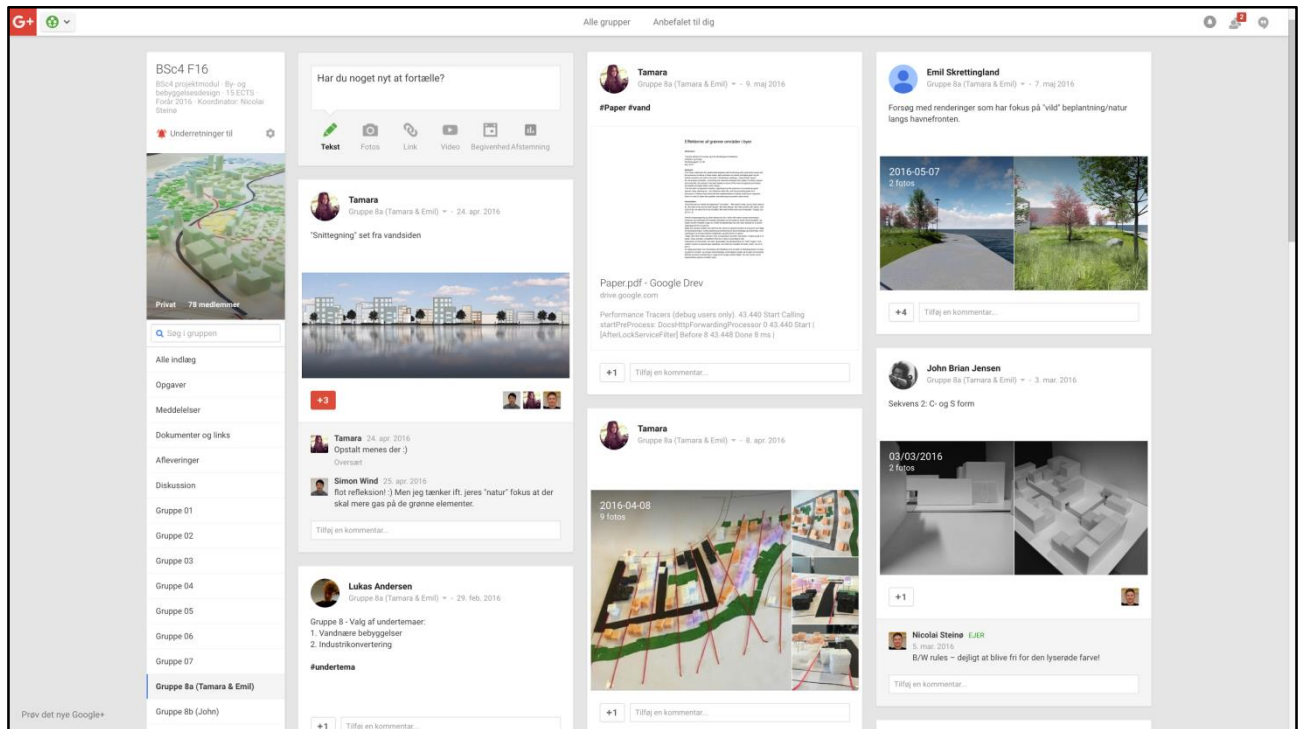 G+
Alle grupper
Anbefalet til dig
2
BSc4 F16
BSc4 projektmodul · By- og
bebyggelsesdesign · 15 ECTS ·
Forår 2016 · Koordinator: Nicolai
Steinø
Underretninger til
Privat 78 medlemmer
Søg i gruppen
Alle indlæg
Opgaver
Meddelelser
Dokumenter og links
Afleveringer
Diskussion
Gruppe 01
Gruppe 02
Gruppe 03
Gruppe 04
Gruppe 05
Gruppe 06
Gruppe 07
Gruppe 8a (Tamara & Emil)
Gruppe 8b (John)
Prøv det nye Google+
Har du noget nyt at fortælle?
Tekst
Fotos
Link
Video
Begivenhed
Afstemning
Tamara
Gruppe 8a (Tamara & Emil) - 24. apr. 2016
"Snittegning" set fra vandsiden
+3
Tamara 24. apr. 2016
Opstalt menes der :)
Oversæt
Simon Wind 25. apr. 2016
flot refleksion! :) Men jeg tænker ift. jeres "natur" fokus at der
skal mere gas på de grønne elementer.
Tilføj en kommentar...
Lukas Andersen
Gruppe 8a (Tamara & Emil) - 29. feb. 2016
Gruppe 8 - Valg af undertemaer:
1. Vandnære bebyggelser
2. Industrikonvertering
#undertema
+1
Tilføj en kommentar...
Tamara
Gruppe 8a (Tamara & Emil) - 9. maj 2016
#Paper #vand
Effekterne af grønne områder i byer
Paper.pdf - Google Drev
drive.google.com
Performance Tracers (debug users only). 43.440 Start Calling
startPreProcess: DocsHttpForwardingProcessor 0 43.440 Start |
[AfterLockServiceFilter] Before 8 43.448 Done 8 ms |
+1
Tilføj en kommentar...
Tamara
Gruppe 8a (Tamara & Emil) - 8. apr. 2016
2016-04-08
9 fotos
+1
Tilføj en kommentar...
Emil Skrettingland
Gruppe 8a (Tamara & Emil) - 7. maj 2016
Forsøg med renderinger som har fokus på "vild" beplantning/natur
langs havnefronten.
2016-05-07
2 fotos
+4
Tilføj en kommentar...
John Brian Jensen
Gruppe 8a (Tamara & Emil) - 3. mar. 2016
Sekvens 2: C- og S form
03/03/2016
2 fotos
+1
Nicolai Steinø EJER
5. mar. 2016
B/W rules – dejligt at blive fri for den lyserøde farve!
Tilføj en kommentar...